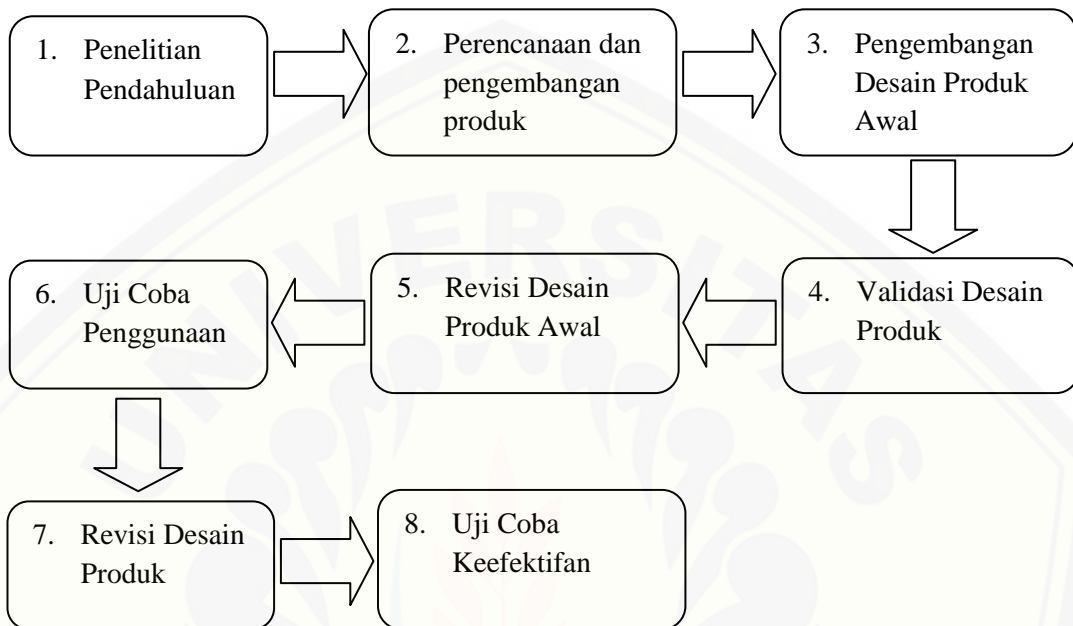 1. Penelitian
Pendahuluan
2. Perencanaan dan
pengembangan
produk
3. Pengembangan
Desain Produk
Awal
4. Validasi Desain
Produk
5. Revisi Desain
Produk Awal
6. Uji Coba
Penggunaan
7. Revisi Desain
Produk
8. Uji Coba
Keefektifan
UNIVERSITAS